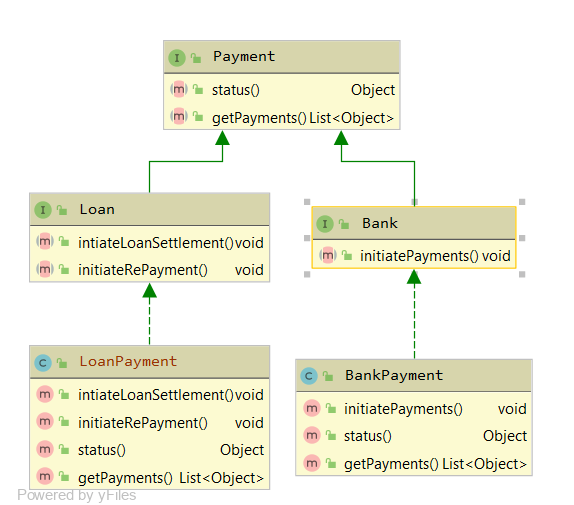 Payment
status() Object
getPayments() List<Object>
Loan
intiateLoanSettlement() void
initiateRePayment() void
Bank
initiatePayments() void
LoanPayment
intiateLoanSettlement() void
initiateRePayment() void
status() Object
getPayments() List<Object>
BankPayment
initiatePayments() void
status() Object
getPayments() List<Object>
Powered by yFiles